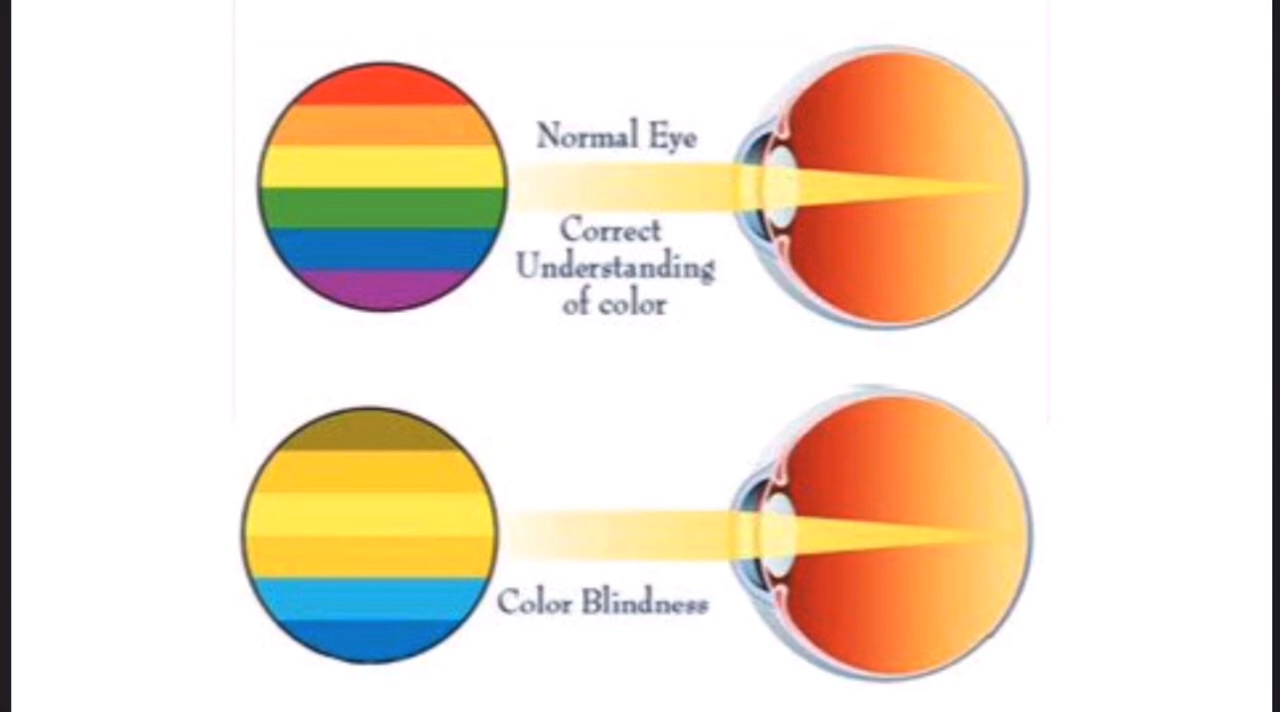 Normal Eye
Correct
Understanding
of color
Color Blindness